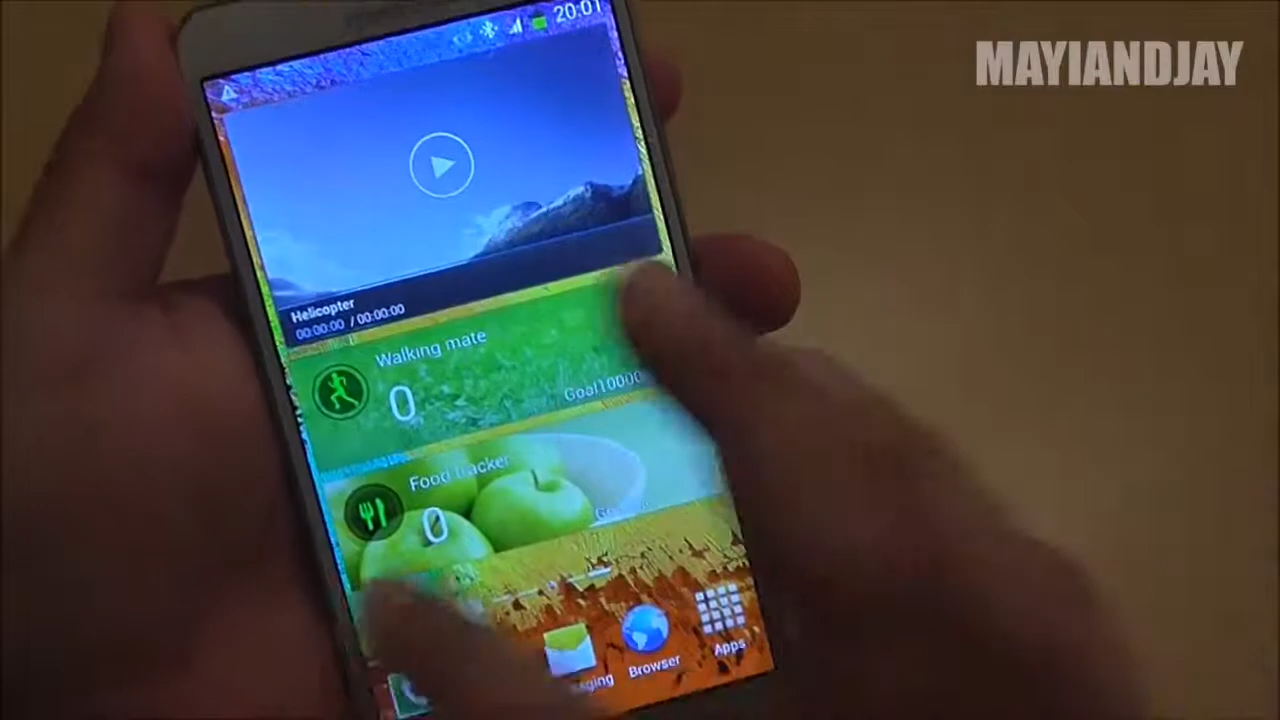 20:01
MAYIANDJAY
Helicopter
00:00:00 / 00:00:00
Walking mate
0
Goal10000
Food tracker
0
Browser
Apps